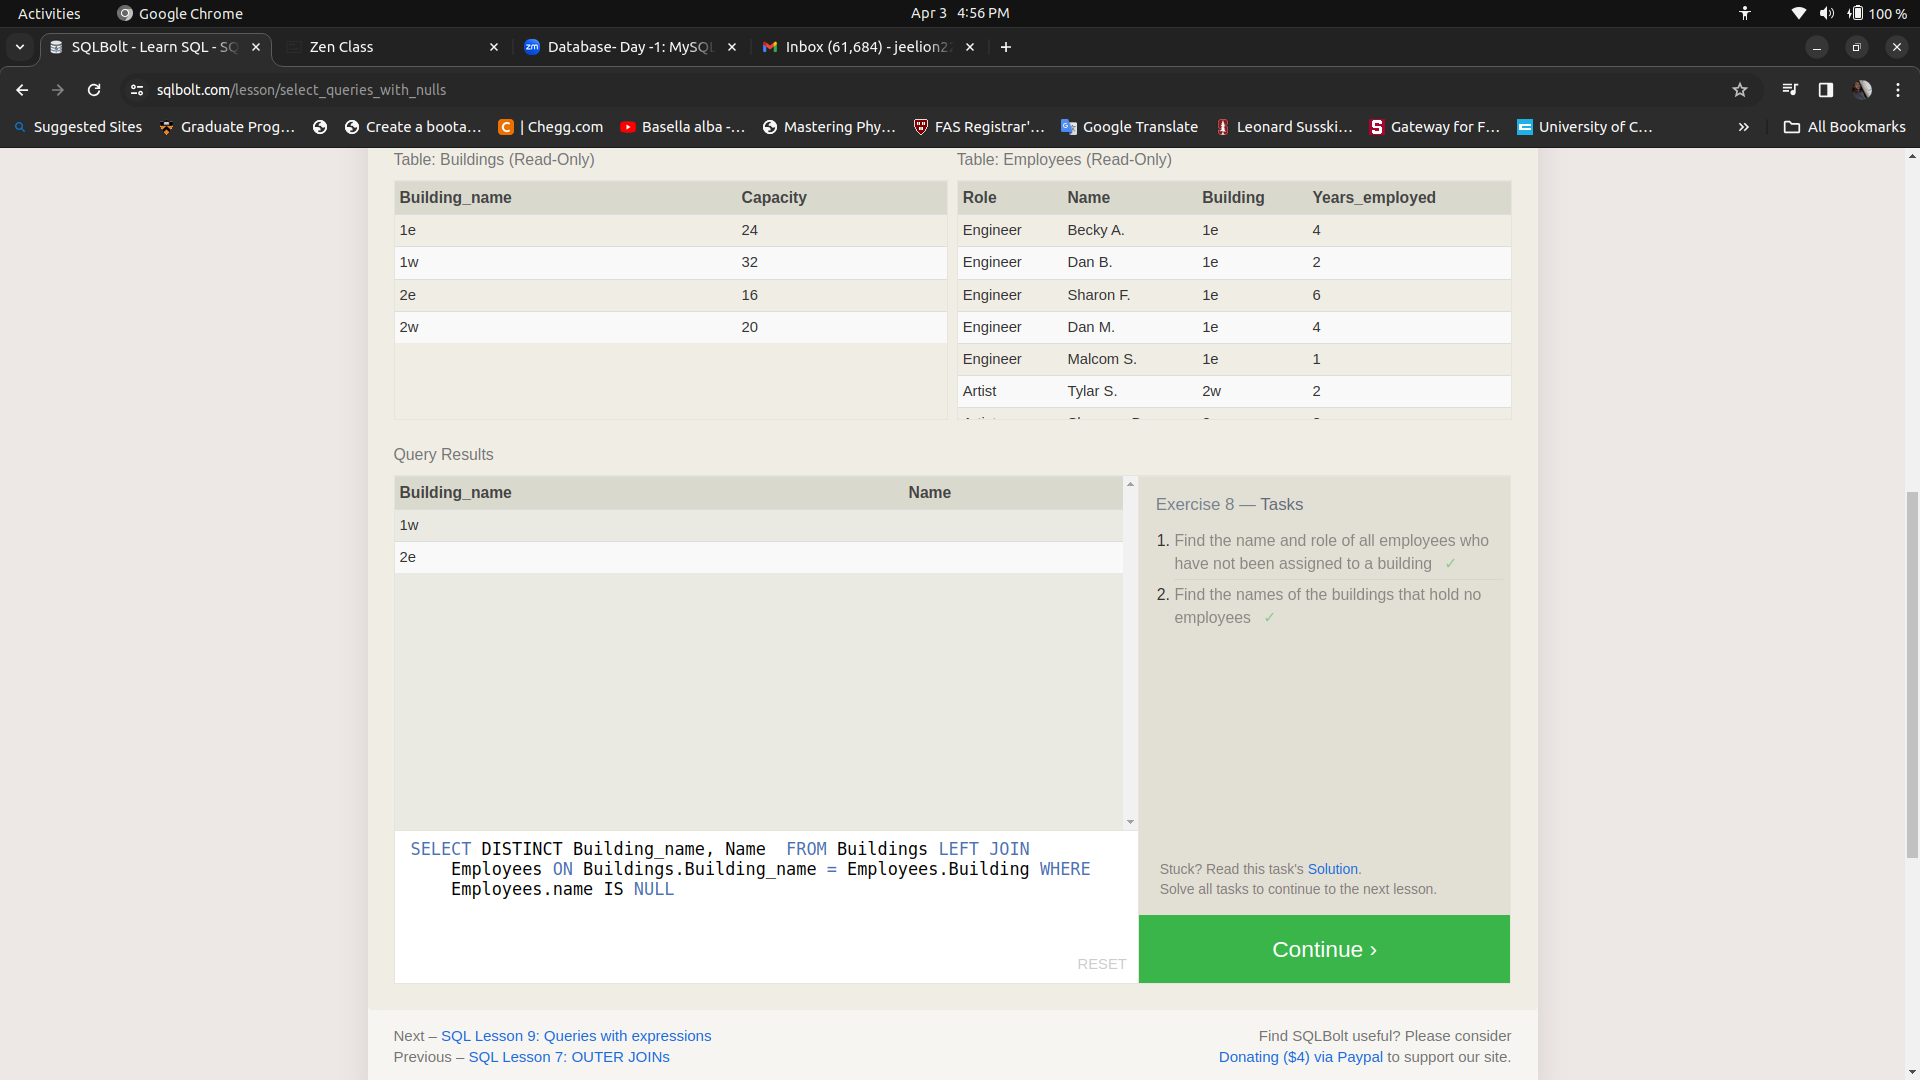 Activities Google Chrome Apr 3 4:56 PM 100 %
SQLBolt - Learn SQL - SQ Zen Class Database- Day -1: MySQL Inbox (61,684) - jeelion22
sqlbolt.com/lesson/select_queries_with_nulls
Suggested Sites Graduate Prog... Create a boota... | Chegg.com Basella alba -... Mastering Phy... FAS Registrar'... Google Translate Leonard Susski... Gateway for F... University of C... » All Bookmarks
Table: Buildings (Read-Only) Table: Employees (Read-Only)
Building_name Capacity Role Name Building Years_employed
1e 24 Engineer Becky A. 1e 4
1w 32 Engineer Dan B. 1e 2
2e 16 Engineer Sharon F. 1e 6
2w 20 Engineer Dan M. 1e 4
Engineer Malcom S. 1e 1
Artist Tylar S. 2w 2
Query Results
Building_name Name
1w
2e
Exercise 8 — Tasks
1. Find the name and role of all employees who
have not been assigned to a building ✓
2. Find the names of the buildings that hold no
employees ✓
SELECT DISTINCT Building_name, Name FROM Buildings LEFT JOIN
Employees ON Buildings.Building_name = Employees.Building WHERE
Employees.name IS NULL
RESET
Stuck? Read this task's Solution.
Solve all tasks to continue to the next lesson.
Continue ›
Next – SQL Lesson 9: Queries with expressions
Previous – SQL Lesson 7: OUTER JOINs
Find SQLBolt useful? Please consider
Donating ($4) via Paypal to support our site.